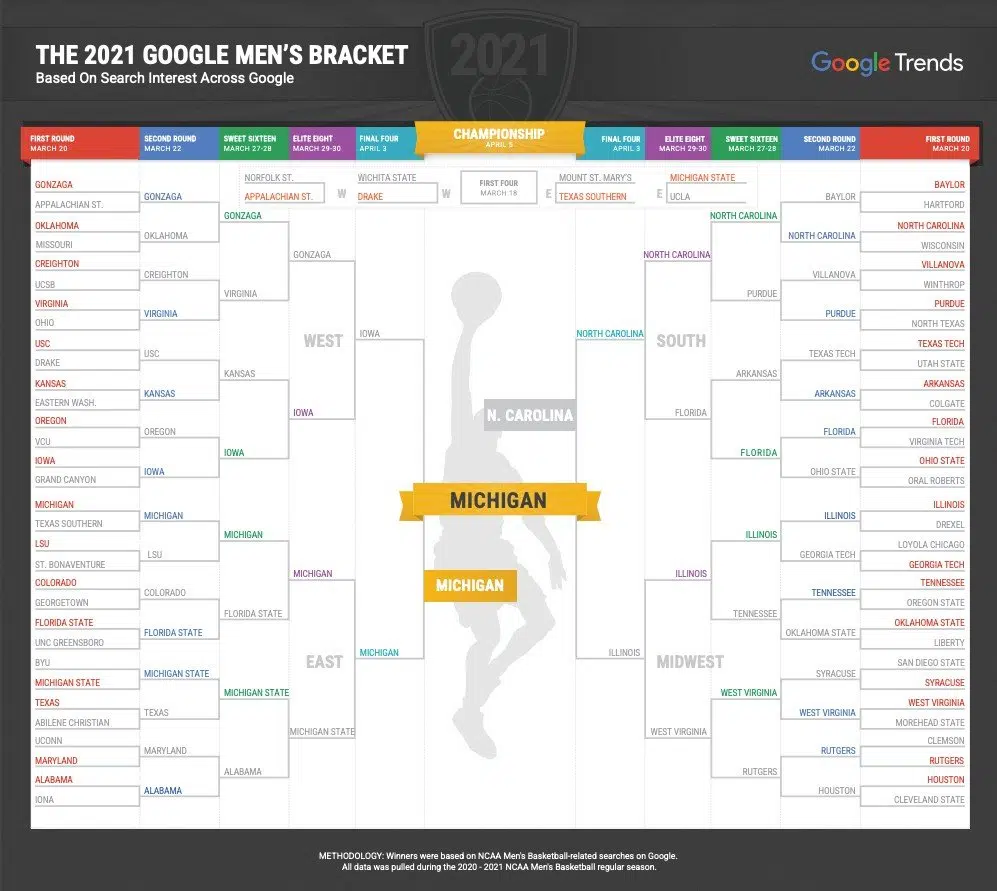 2021
THE 2021 GOOGLE MEN'S BRACKET
Based On Search Interest Across Google
Google Trends
FIRST ROUND
MARCH 20
SECOND ROUND
MARCH 22
SWEET SIXTEEN
MARCH 27-28
ELITE EIGHT
MARCH 29-30
FINAL FOUR
APRIL 3
CHAMPIONSHIP
APRIL 5
FINAL FOUR
APRIL 3
ELITE EIGHT
MARCH 29-30
SWEET SIXTEEN
MARCH 27-28
SECOND ROUND
MARCH 22
FIRST ROUND
MARCH 20
NORFOLK ST.
APPALACHIAN ST.
W
WICHITA STATE
DRAKE
W
FIRST FOUR
MARCH 18
E
MOUNT ST. MARY'S
TEXAS SOUTHERN
E
MICHIGAN STATE
UCLA
GONZAGA
APPALACHIAN ST.
OKLAHOMA
MISSOURI
CREIGHTON
UCSB
VIRGINIA
OHIO
USC
DRAKE
KANSAS
EASTERN WASH.
OREGON
VCU
IOWA
GRAND CANYON
MICHIGAN
TEXAS SOUTHERN
LSU
ST. BONAVENTURE
COLORADO
GEORGETOWN
FLORIDA STATE
UNC GREENSBORO
BYU
MICHIGAN STATE
TEXAS
ABILENE CHRISTIAN
UCONN
MARYLAND
ALABAMA
IONA
GONZAGA
OKLAHOMA
CREIGHTON
VIRGINIA
USC
KANSAS
OREGON
IOWA
MICHIGAN
LSU
COLORADO
FLORIDA STATE
MICHIGAN STATE
TEXAS
MARYLAND
ALABAMA
GONZAGA
VIRGINIA
KANSAS
IOWA
MICHIGAN
FLORIDA STATE
MICHIGAN STATE
ALABAMA
GONZAGA
WEST
IOWA
MICHIGAN
EAST
MICHIGAN STATE
IOWA
MICHIGAN
N. CAROLINA
MICHIGAN
MICHIGAN
NORTH CAROLINA
ILLINOIS
NORTH CAROLINA
SOUTH
FLORIDA
ILLINOIS
MIDWEST
WEST VIRGINIA
NORTH CAROLINA
PURDUE
ARKANSAS
FLORIDA
ILLINOIS
TENNESSEE
WEST VIRGINIA
RUTGERS
BAYLOR
NORTH CAROLINA
VILLANOVA
PURDUE
TEXAS TECH
ARKANSAS
FLORIDA
OHIO STATE
ILLINOIS
GEORGIA TECH
TENNESSEE
OKLAHOMA STATE
SYRACUSE
WEST VIRGINIA
RUTGERS
HOUSTON
BAYLOR
HARTFORD
NORTH CAROLINA
WISCONSIN
VILLANOVA
WINTHROP
PURDUE
NORTH TEXAS
TEXAS TECH
UTAH STATE
ARKANSAS
COLGATE
FLORIDA
VIRGINIA TECH
OHIO STATE
ORAL ROBERTS
ILLINOIS
DREXEL
LOYOLA CHICAGO
GEORGIA TECH
TENNESSEE
OREGON STATE
OKLAHOMA STATE
LIBERTY
SAN DIEGO STATE
SYRACUSE
WEST VIRGINIA
MOREHEAD STATE
CLEMSON
RUTGERS
HOUSTON
CLEVELAND STATE
METHODOLOGY: Winners were based on NCAA Men's Basketball-related searches on Google.
All data was pulled during the 2020 - 2021 NCAA Men's Basketball regular season.